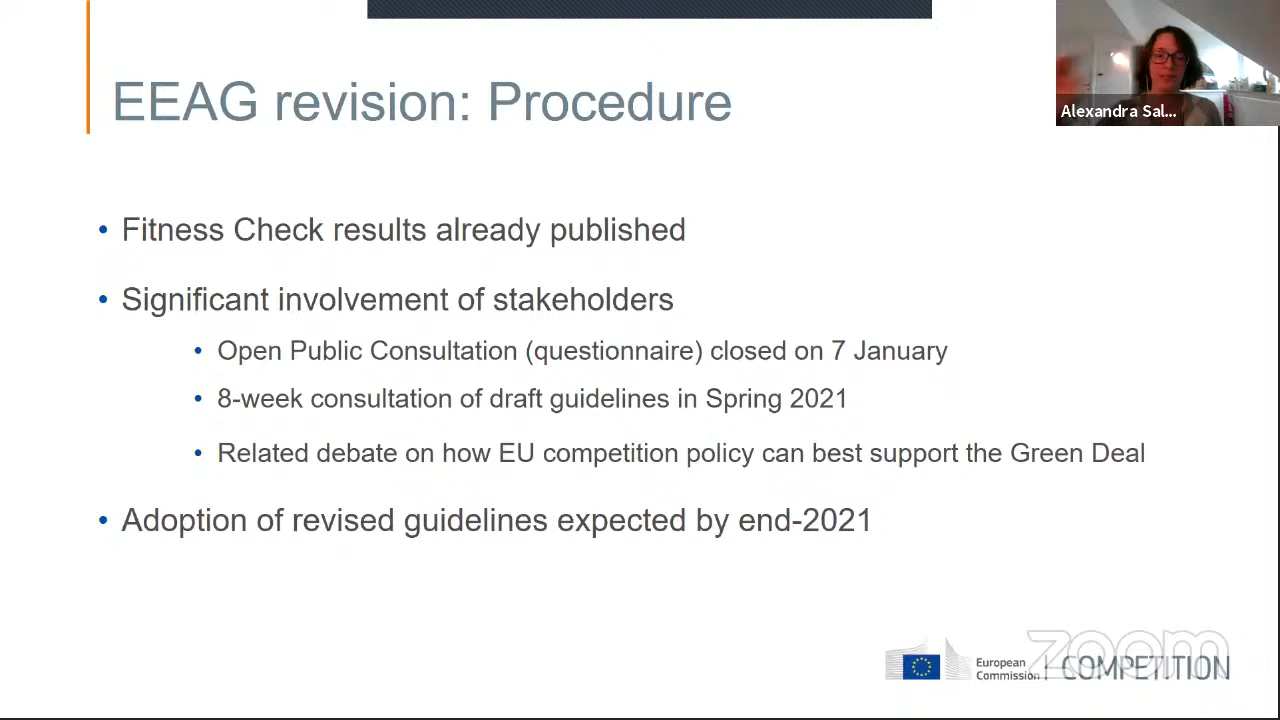 EEAG revision: Procedure
Alexandra Sal...
• Fitness Check results already published
• Significant involvement of stakeholders
• Open Public Consultation (questionnaire) closed on 7 January
• 8-week consultation of draft guidelines in Spring 2021
• Related debate on how EU competition policy can best support the Green Deal
• Adoption of revised guidelines expected by end-2021
zoom
European
Commission
COMPETITION